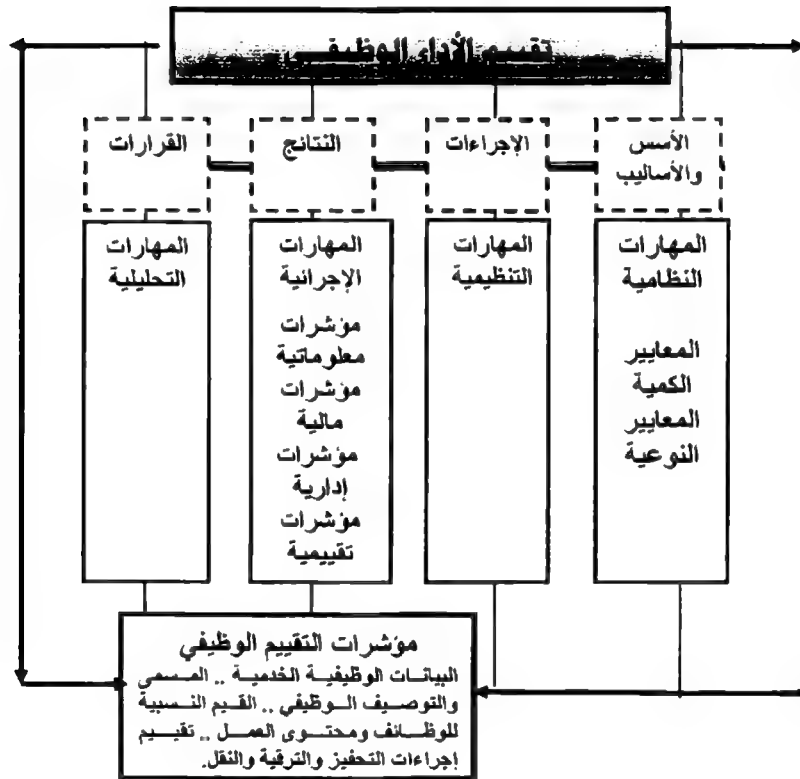 تقييم الأداء الوظيفي
الأسس
والأساليب
الإجراءات
النتائج
القرارات
المهارات
النظامية
المعايير
الكمية
المعايير
النوعية
المهارات
التنظيمية
المهارات
الإجرائية
مؤشرات
معلوماتية
مؤشرات
مالية
مؤشرات
إدارية
مؤشرات
تقييمية
المهارات
التحليلية
مؤشرات التقييم الوظيفي
البيانات الوظيفية الخدمية .. المسمى
والتوصيف الوظيفي .. القيم النسبية
للوظائف ومحتوى العمل .. تقييم
إجراءات التحفيز والترقية والنقل.